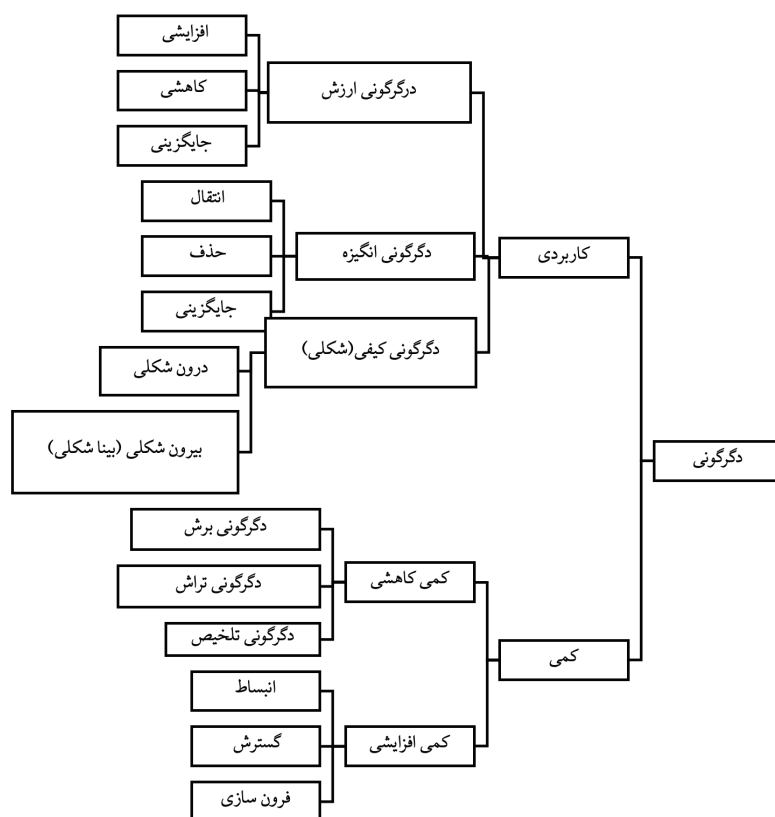 دگرگونی
کاربردی
درگرگونی ارزش
افزایشی
کاهشی
جایگزینی
دگرگونی انگیزه
انتقال
حذف
جایگزینی
دگرگونی کیفی(شکلی)
درون شکلی
بیرون شکلی (بینا شکلی)
کمی
کمی کاهشی
دگرگونی برش
دگرگونی تراش
دگرگونی تلخیص
کمی افزایشی
انبساط
گسترش
فرون سازی